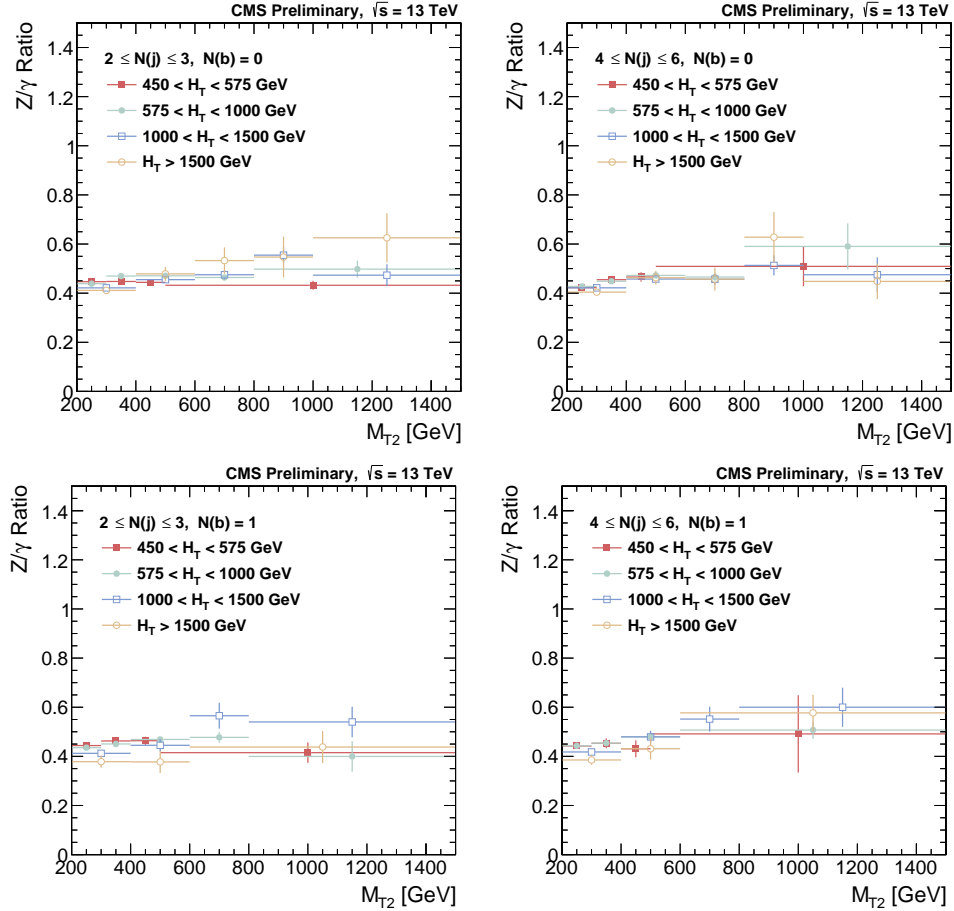 CMS Preliminary, √s = 13 TeV
Z/γ Ratio
2 ≤ N(j) ≤ 3, N(b) = 0
450 < H_T < 575 GeV
575 < H_T < 1000 GeV
1000 < H_T < 1500 GeV
H_T > 1500 GeV
1.4
1.2
1
0.8
0.6
0.4
0.2
0
200 400 600 800 1000 1200 1400
M_T2 [GeV]
CMS Preliminary, √s = 13 TeV
Z/γ Ratio
4 ≤ N(j) ≤ 6, N(b) = 0
450 < H_T < 575 GeV
575 < H_T < 1000 GeV
1000 < H_T < 1500 GeV
H_T > 1500 GeV
1.4
1.2
1
0.8
0.6
0.4
0.2
0
200 400 600 800 1000 1200 1400
M_T2 [GeV]
CMS Preliminary, √s = 13 TeV
Z/γ Ratio
2 ≤ N(j) ≤ 3, N(b) = 1
450 < H_T < 575 GeV
575 < H_T < 1000 GeV
1000 < H_T < 1500 GeV
H_T > 1500 GeV
1.4
1.2
1
0.8
0.6
0.4
0.2
0
200 400 600 800 1000 1200 1400
M_T2 [GeV]
CMS Preliminary, √s = 13 TeV
Z/γ Ratio
4 ≤ N(j) ≤ 6, N(b) = 1
450 < H_T < 575 GeV
575 < H_T < 1000 GeV
1000 < H_T < 1500 GeV
H_T > 1500 GeV
1.4
1.2
1
0.8
0.6
0.4
0.2
0
200 400 600 800 1000 1200 1400
M_T2 [GeV]